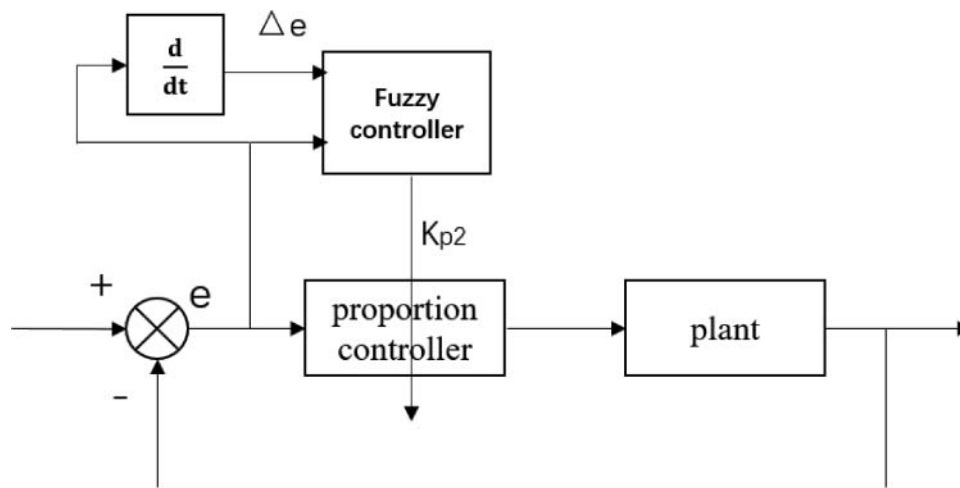 △e
d
dt
Fuzzy
controller
Kp2
+
e
proportion
controller
plant
-